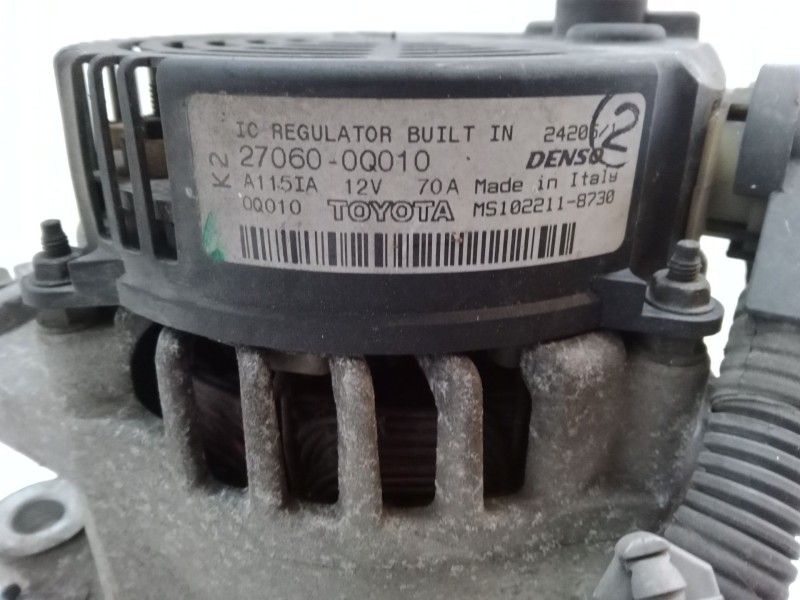 IC REGULATOR BUILT IN
K2 27060-0Q010 DENSO
A115IA 12V 70A Made in Italy
0Q010 TOYOTA MS102211-8730
2